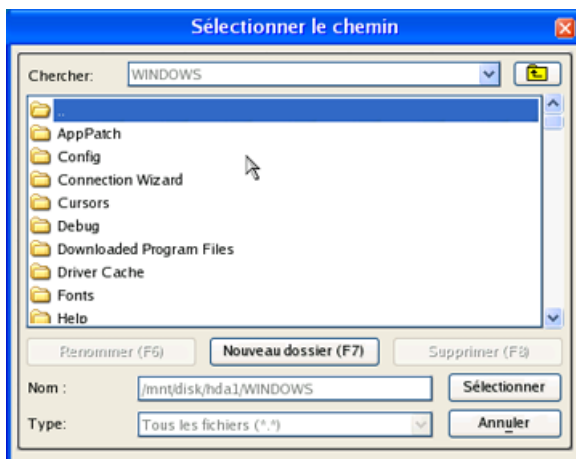 Sélectionner le chemin
Chercher: WINDOWS
..
AppPatch
Config
Connection Wizard
Cursors
Debug
Downloaded Program Files
Driver Cache
Fonts
Help
Renommer (F6) Nouveau dossier (F7) Supprimer (F8)
Nom : /mnt/disk/hda1/WINDOWS Sélectionner
Type: Tous les fichiers (*.*) Annuler